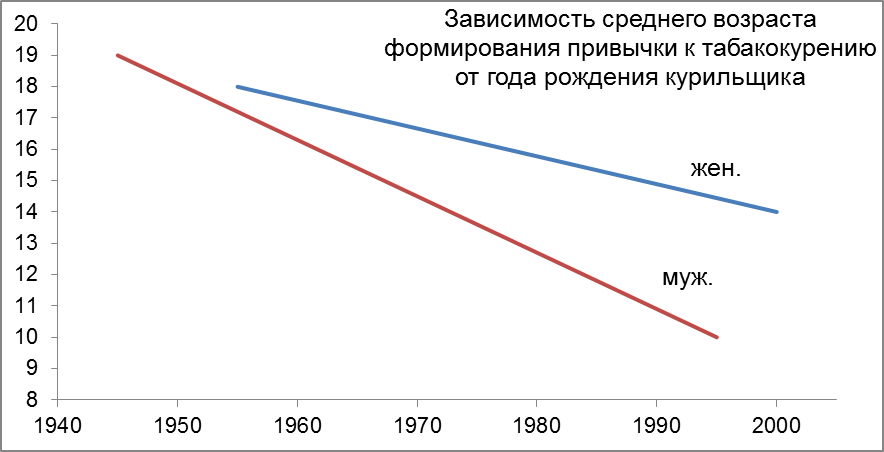 Зависимость среднего возраста
формирования привычки к табакокурению
от года рождения курильщика
20
19
18
17
16
15
14
13
12
11
10
9
8
жен.
муж.
1940 1950 1960 1970 1980 1990 2000